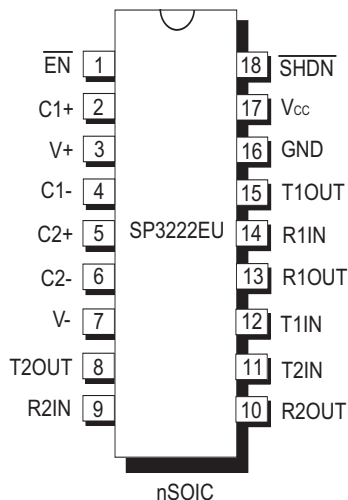 EN 1 18 SHDN
C1+ 2 17 Vcc
V+ 3 16 GND
C1- 4 15 T1OUT
C2+ 5 SP3222EU 14 R1IN
C2- 6 13 R1OUT
V- 7 12 T1IN
T2OUT 8 11 T2IN
R2IN 9 10 R2OUT
nSOIC